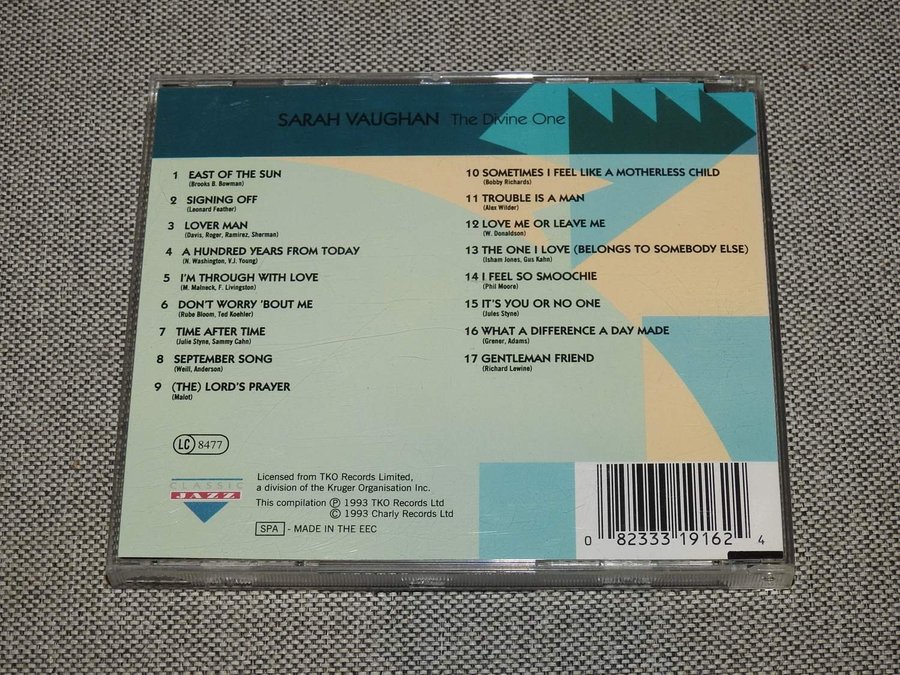 SARAH VAUGHAN The Divine One
1 EAST OF THE SUN
(Brooks B. Bowman)
2 SIGNING OFF
(Leonard Feather)
3 LOVER MAN
(Davis, Roger, Ramirez, Sherman)
4 A HUNDRED YEARS FROM TODAY
(N. Washington, V.J. Young)
5 I'M THROUGH WITH LOVE
(M. Malneck, F. Livingston)
6 DON'T WORRY 'BOUT ME
(Rube Bloom, Ted Koehler)
7 TIME AFTER TIME
(Julie Styne, Sammy Cahn)
8 SEPTEMBER SONG
(Weill, Anderson)
9 (THE) LORD'S PRAYER
(Malot)
10 SOMETIMES I FEEL LIKE A MOTHERLESS CHILD
(Bobby Richards)
11 TROUBLE IS A MAN
(Alex Wilder)
12 LOVE ME OR LEAVE ME
(W. Donaldson)
13 THE ONE I LOVE (BELONGS TO SOMEBODY ELSE)
(Isham Jones, Gus Kahn)
14 I FEEL SO SMOOCHIE
(Phil Moore)
15 IT'S YOU OR NO ONE
(Jules Styne)
16 WHAT A DIFFERENCE A DAY MADE
(Grener, Adams)
17 GENTLEMAN FRIEND
(Richard Lewine)
LC 8477
CLASSIC
JAZZ
Licensed from TKO Records Limited,
a division of the Kruger Organisation Inc.
This compilation ℗ 1993 TKO Records Ltd
© 1993 Charly Records Ltd
SPA - MADE IN THE EEC
0 82333 19162 4